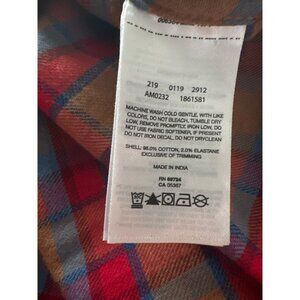 219 0119 2912
AM0232 1861581
MACHINE WASH COLD GENTLE, WITH LIKE
COLORS, DO NOT BLEACH, TUMBLE DRY
LOW, REMOVE PROMPTLY, IRON LOW, DO
NOT USE FABRIC SOFTENER, IF PRESENT
DO NOT IRON DECAL, DO NOT DRYCLEAN
SHELL: 98.0% COTTON, 2.0% ELASTANE
EXCLUSIVE OF TRIMMING
MADE IN INDIA
RN 69724
CA 05367